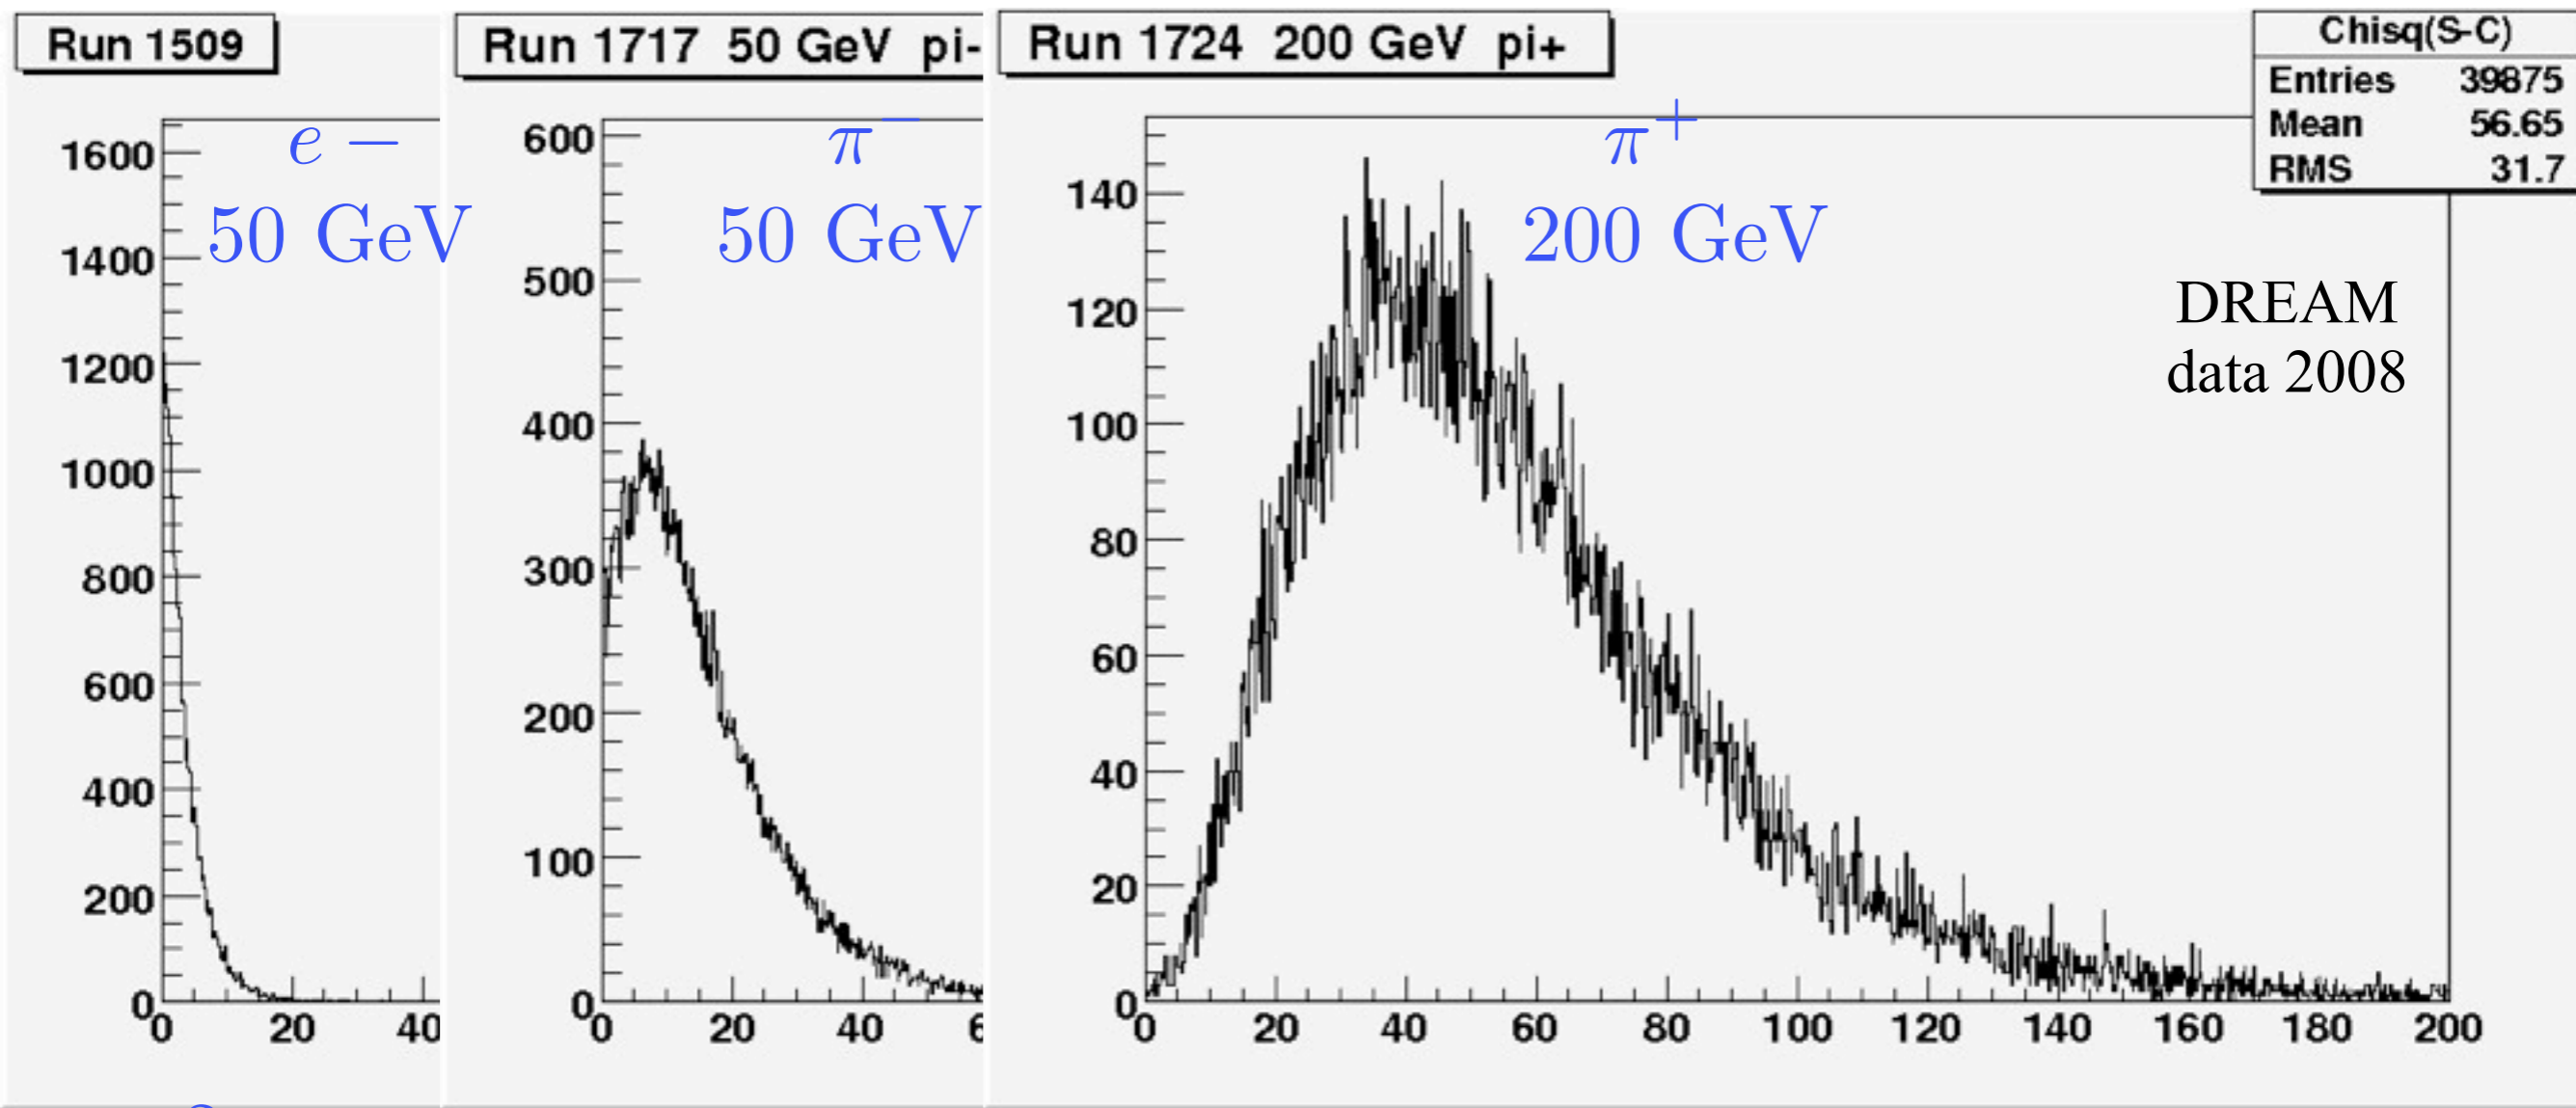 Run 1509
e −
50 GeV
1600
1400
1200
1000
800
600
400
200
0
0 20 40
Run 1717 50 GeV pi-
π−
50 GeV
600
500
400
300
200
100
0
0 20 40
Run 1724 200 GeV pi+
π+
200 GeV
Chisq(S-C)
Entries 39875
Mean 56.65
RMS 31.7
DREAM
data 2008
140
120
100
80
60
40
20
0
0 20 40 60 80 100 120 140 160 180 200